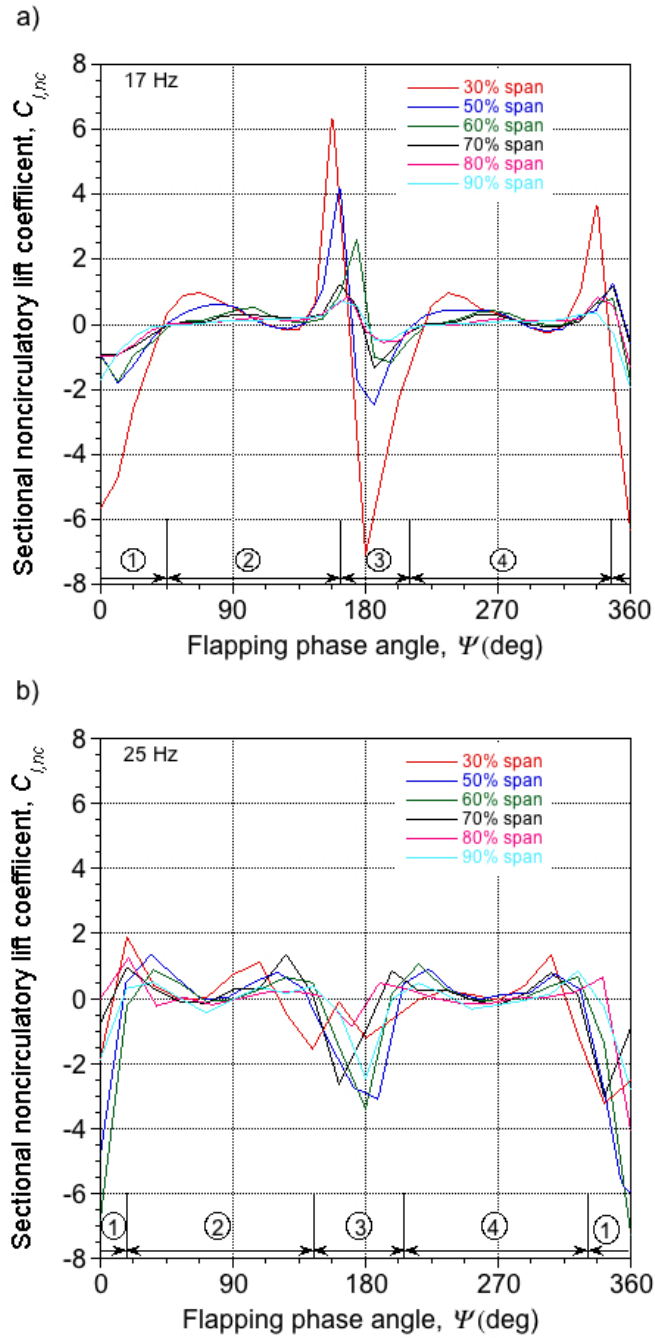 a)
Sectional noncirculatory lift coefficient, C_{l,nc}
17 Hz
30% span
50% span
60% span
70% span
80% span
90% span
8
6
4
2
0
-2
-4
-6
-8
1
2
3
4
0
90
180
270
360
Flapping phase angle, Ψ(deg)
b)
Sectional noncirculatory lift coefficient, C_{l,nc}
25 Hz
30% span
50% span
60% span
70% span
80% span
90% span
8
6
4
2
0
-2
-4
-6
-8
1
2
3
4
1
0
90
180
270
360
Flapping phase angle, Ψ(deg)